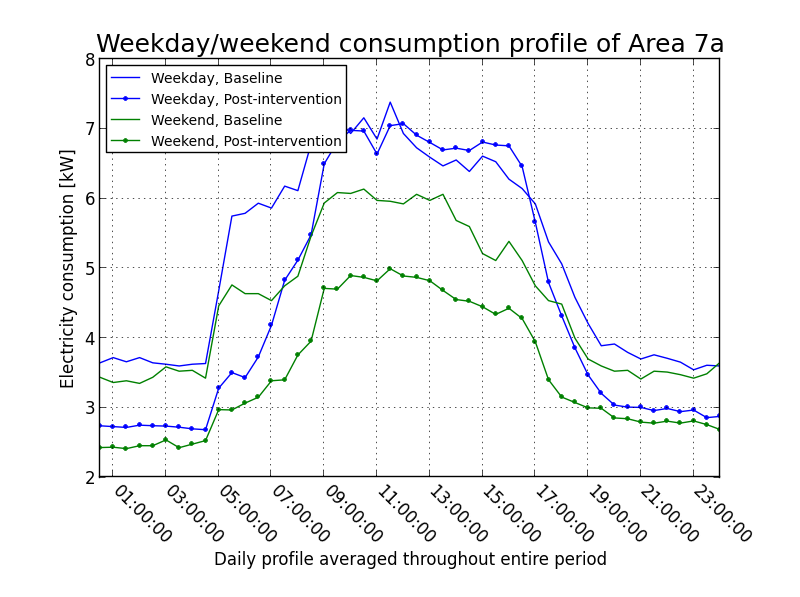 Weekday/weekend consumption profile of Area 7a
Weekday, Baseline
Weekday, Post-intervention
Weekend, Baseline
Weekend, Post-intervention
Electricity consumption [kW]
8
7
6
5
4
3
2
01:00:00
03:00:00
05:00:00
07:00:00
09:00:00
11:00:00
13:00:00
15:00:00
17:00:00
19:00:00
21:00:00
23:00:00
Daily profile averaged throughout entire period